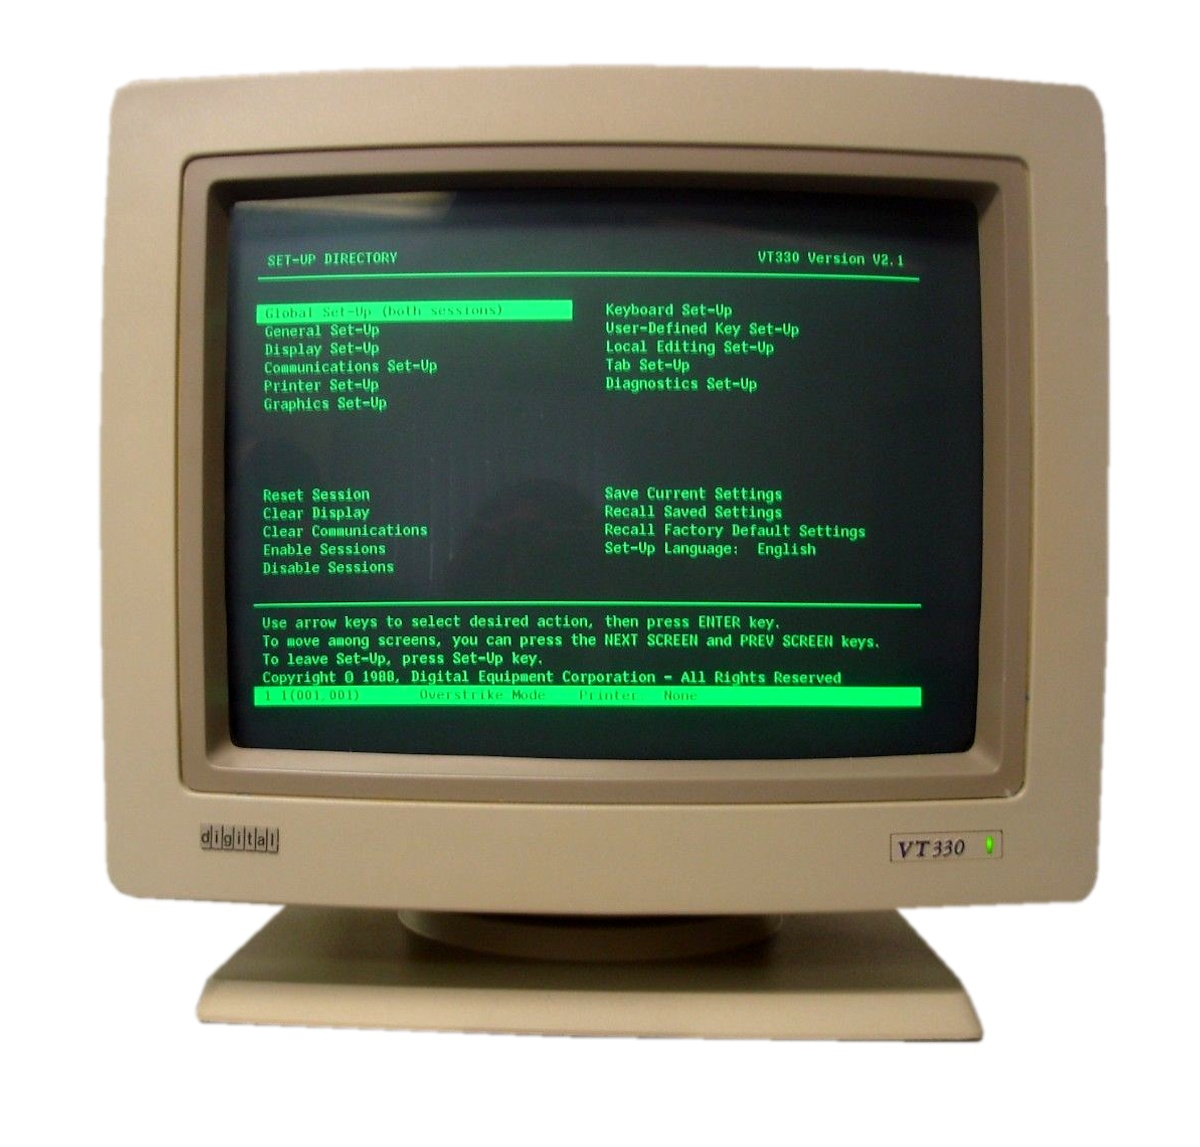 SET-UP DIRECTORY VT330 Version V2.1
Global Set-Up (both sessions) Keyboard Set-Up
General Set-Up User-Defined Key Set-Up
Display Set-Up Local Editing Set-Up
Communications Set-Up Tab Set-Up
Printer Set-Up Diagnostics Set-Up
Graphics Set-Up
Reset Session Save Current Settings
Clear Display Recall Saved Settings
Clear Communications Recall Factory Default Settings
Enable Sessions Set-Up Language: English
Disable Sessions
Use arrow keys to select desired action, then press ENTER key.
To move among screens, you can press the NEXT SCREEN and PREV SCREEN keys.
To leave Set-Up, press Set-Up key.
Copyright © 1988, Digital Equipment Corporation - All Rights Reserved
1 1(001,001) Overstrike Mode Printer None
digital VT330